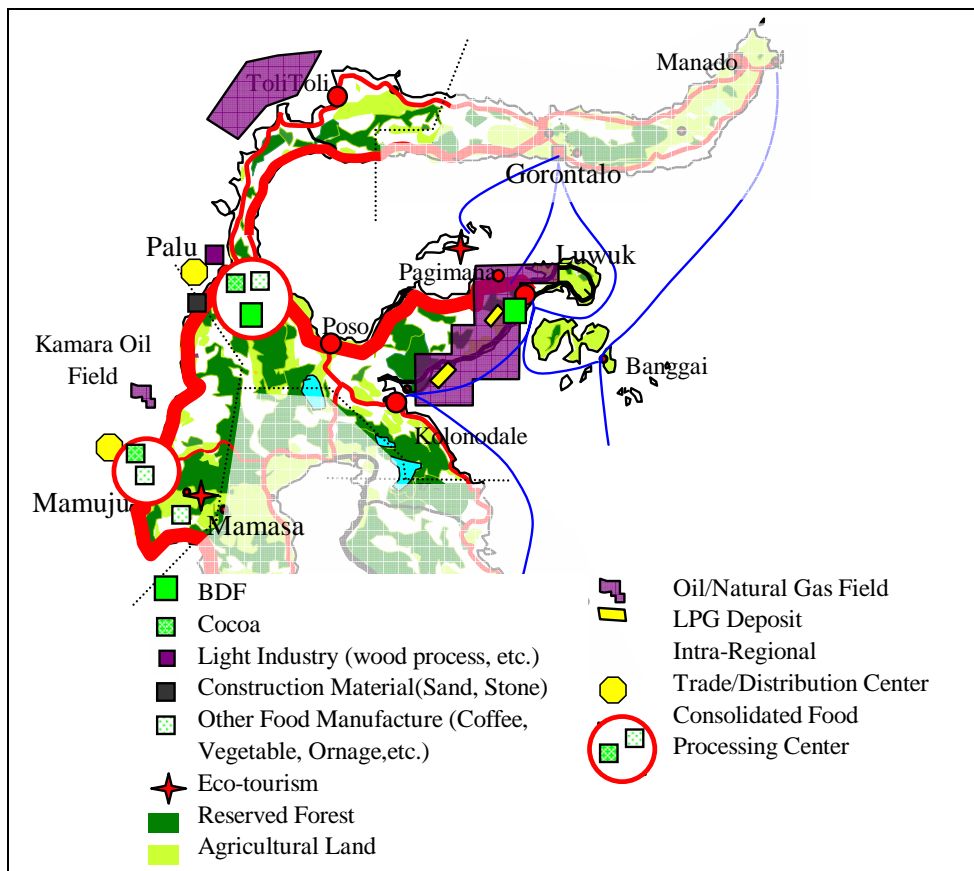 ToliToli
Manado
Gorontalo
Palu
Luwuk
Pagimana
Poso
Kamara Oil
Field
Banggai
Kolonodale
Mamuju
Mamasa
BDF
Cocoa
Light Industry (wood process, etc.)
Construction Material(Sand, Stone)
Other Food Manufacture (Coffee,
Vegetable, Ornage,etc.)
Eco-tourism
Reserved Forest
Agricultural Land
Oil/Natural Gas Field
LPG Deposit
Intra-Regional
Trade/Distribution Center
Consolidated Food
Processing Center